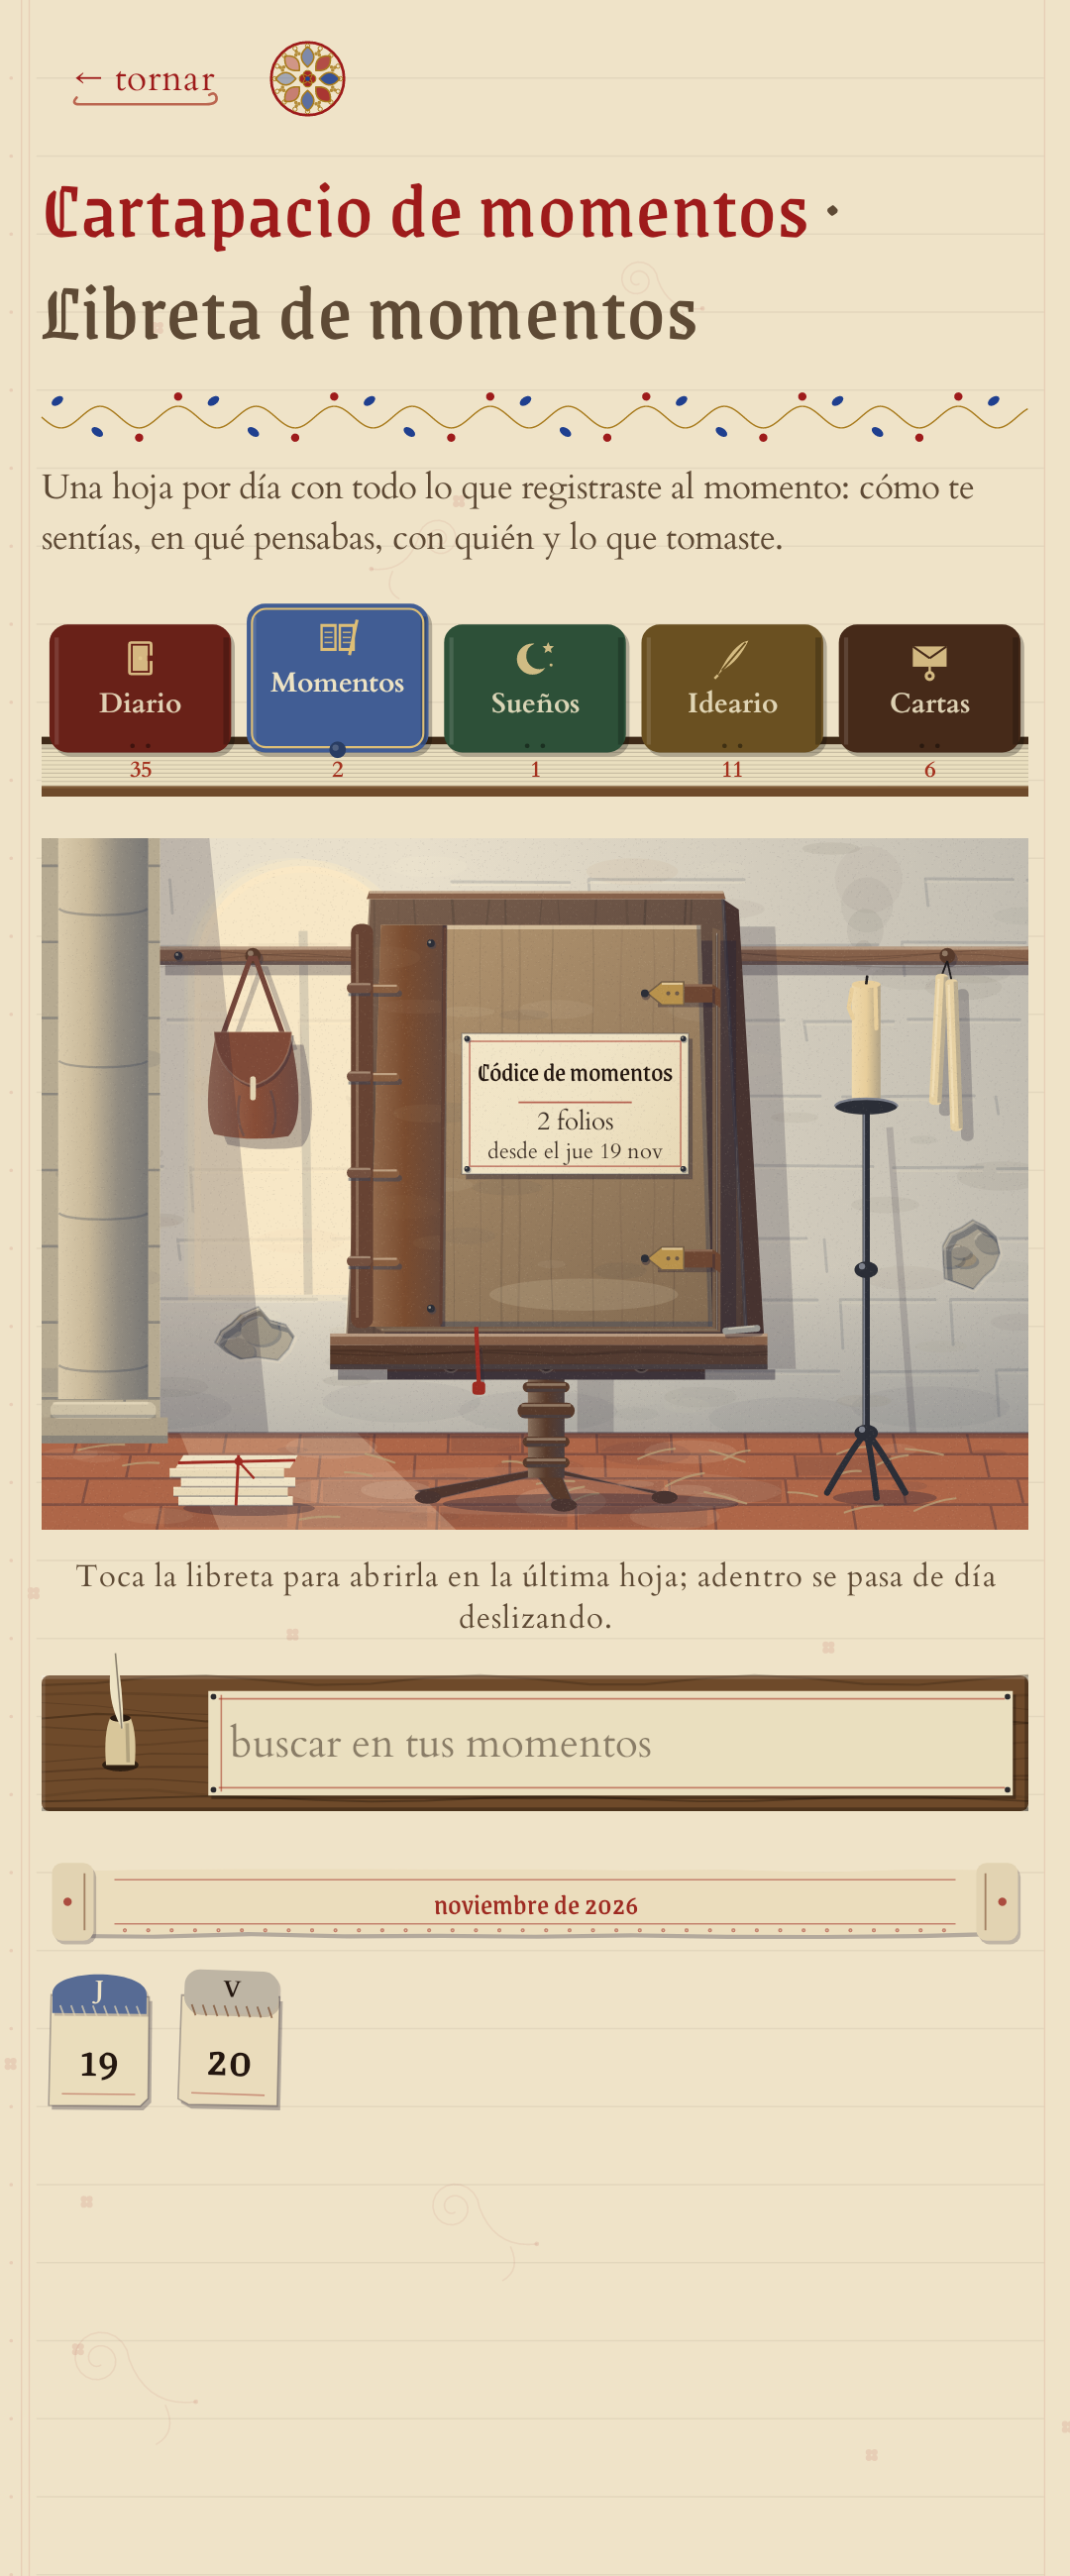 ← tornar
Cartapacio de momentos ·
Libreta de momentos
Una hoja por día con todo lo que registraste al momento: cómo te
sentías, en qué pensabas, con quién y lo que tomaste.
Diario
Momentos
Sueños
Ideario
Cartas
35
2
1
11
6
Códice de momentos
2 folios
desde el jue 19 nov
Toca la libreta para abrirla en la última hoja; adentro se pasa de día
deslizando.
buscar en tus momentos
noviembre de 2026
J
V
19
20